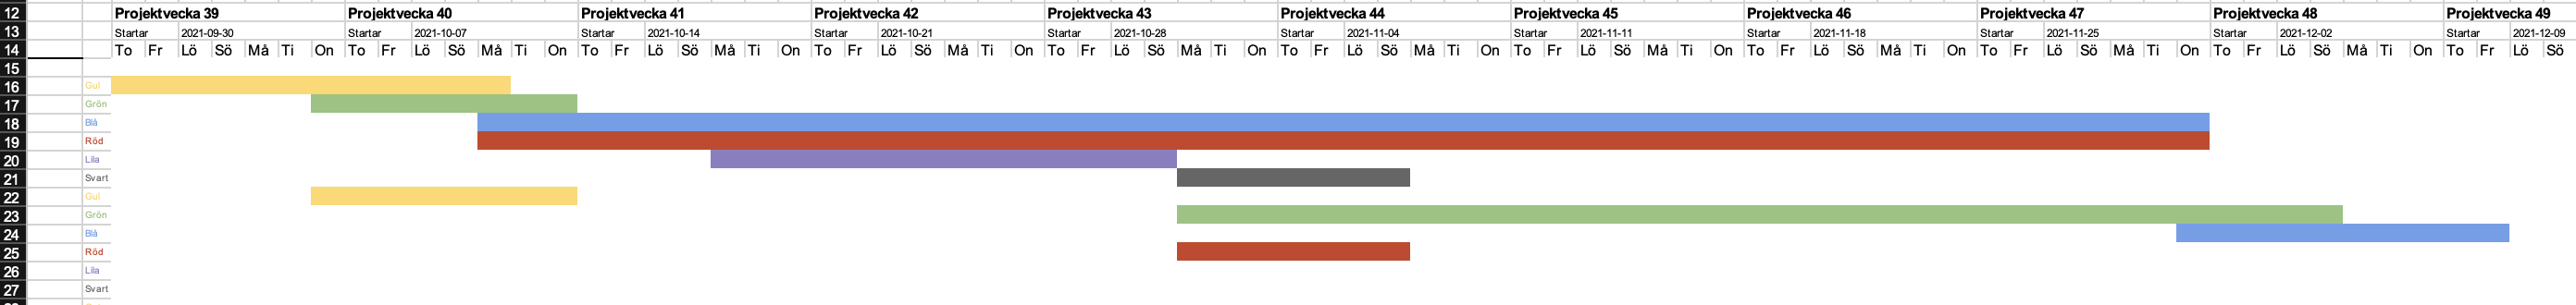 12 Projektvecka 39 Projektvecka 40 Projektvecka 41 Projektvecka 42 Projektvecka 43 Projektvecka 44 Projektvecka 45 Projektvecka 46 Projektvecka 47 Projektvecka 48 Projektvecka 49
13 Startar 2021-09-30 Startar 2021-10-07 Startar 2021-10-14 Startar 2021-10-21 Startar 2021-10-28 Startar 2021-11-04 Startar 2021-11-11 Startar 2021-11-18 Startar 2021-11-25 Startar 2021-12-02 Startar 2021-12-09
14 To Fr Lö Sö Må Ti On To Fr Lö Sö Må Ti On To Fr Lö Sö Må Ti On To Fr Lö Sö Må Ti On To Fr Lö Sö Må Ti On To Fr Lö Sö Må Ti On To Fr Lö Sö Må Ti On To Fr Lö Sö Må Ti On To Fr Lö Sö Må Ti On To Fr Lö Sö Må Ti On To Fr Lö Sö
15
16 Gul
17 Grön
18 Blå
19 Röd
20 Lila
21 Svart
22 Gul
23 Grön
24 Blå
25 Röd
26 Lila
27 Svart